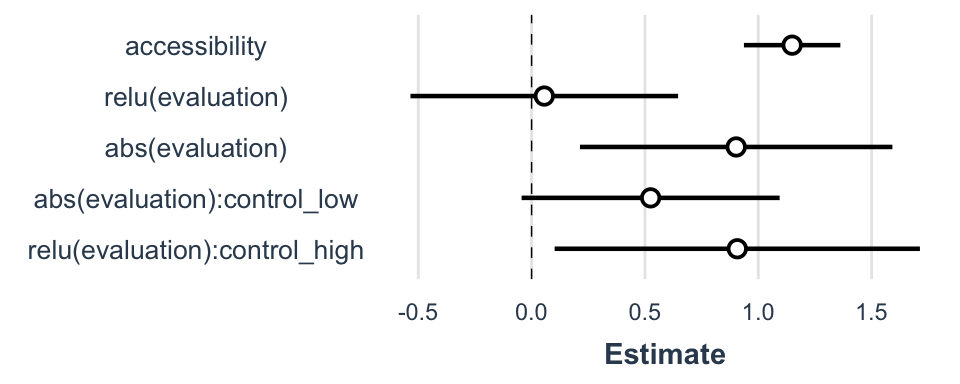 accessibility
relu(evaluation)
abs(evaluation)
abs(evaluation):control_low
relu(evaluation):control_high
-0.5 0.0 0.5 1.0 1.5
Estimate